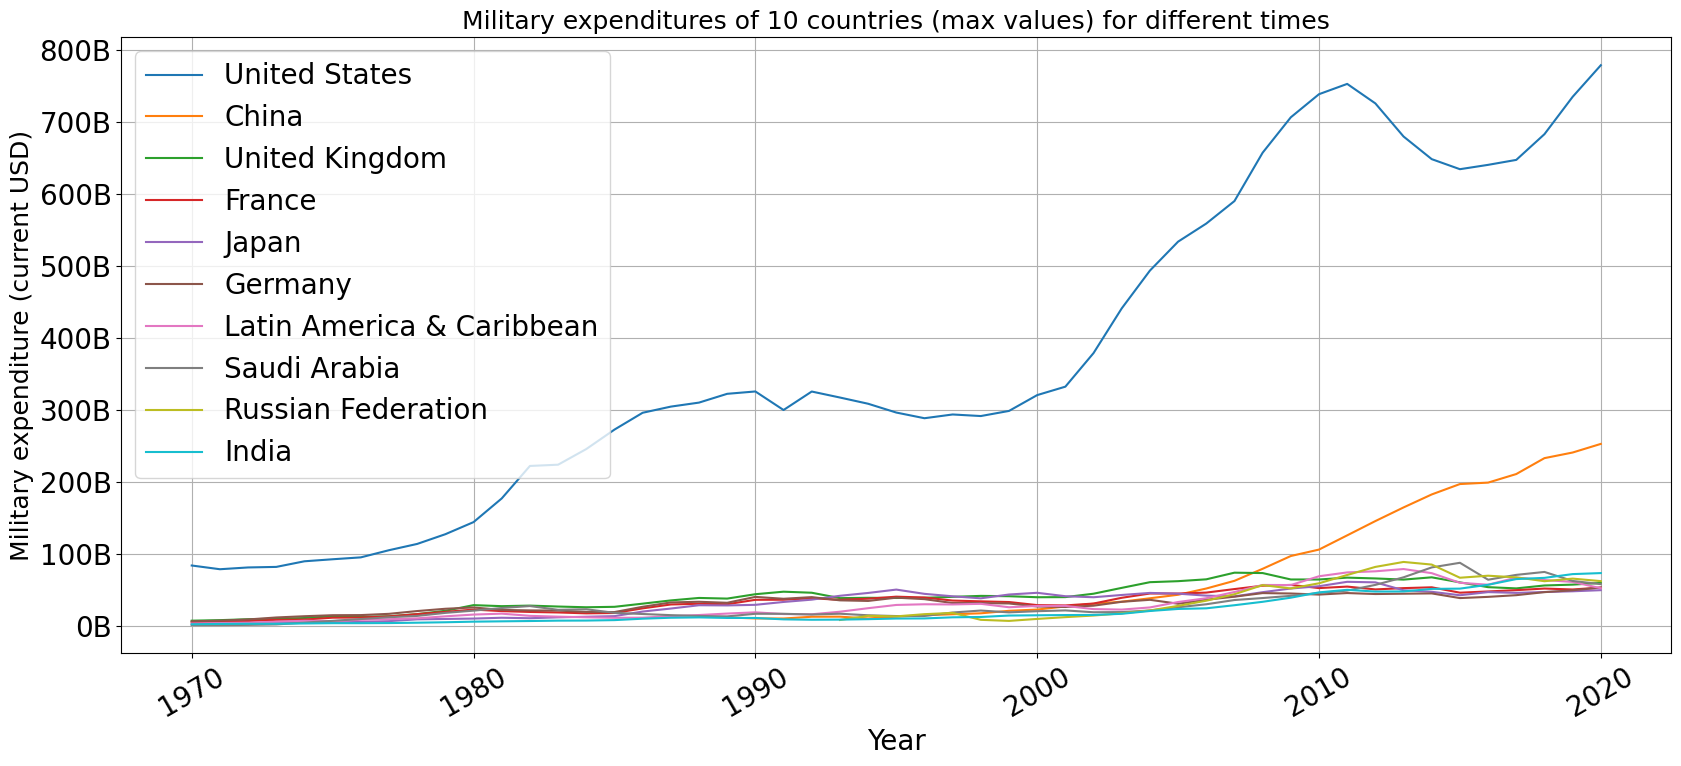 Military expenditures of 10 countries (max values) for different times
Military expenditure (current USD)
800B
700B
600B
500B
400B
300B
200B
100B
0B
United States
China
United Kingdom
France
Japan
Germany
Latin America & Caribbean
Saudi Arabia
Russian Federation
India
1970
1980
1990
2000
2010
2020
Year